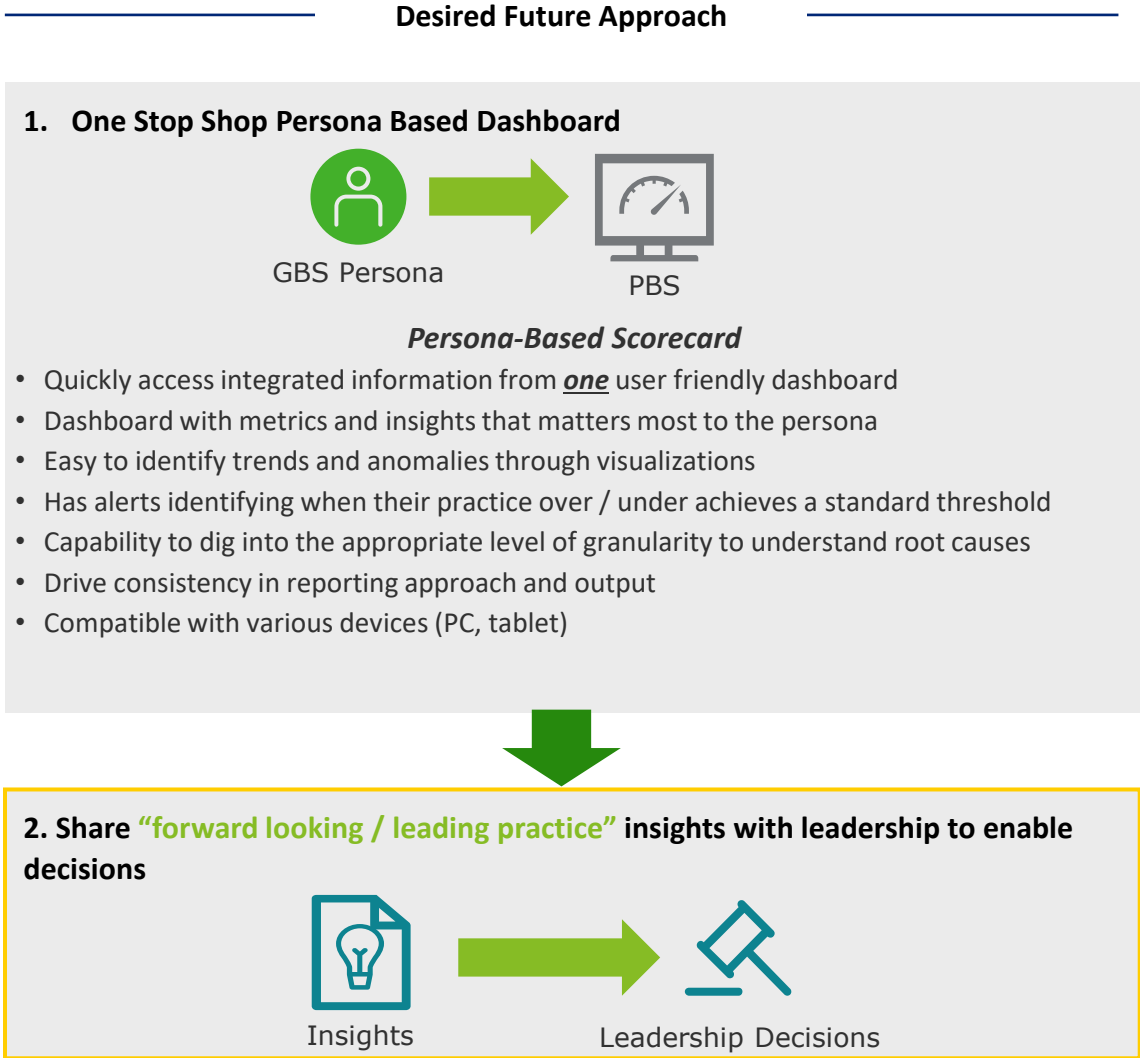 Desired Future Approach
1. One Stop Shop Persona Based Dashboard
GBS Persona
PBS
Persona-Based Scorecard
• Quickly access integrated information from one user friendly dashboard
• Dashboard with metrics and insights that matters most to the persona
• Easy to identify trends and anomalies through visualizations
• Has alerts identifying when their practice over / under achieves a standard threshold
• Capability to dig into the appropriate level of granularity to understand root causes
• Drive consistency in reporting approach and output
• Compatible with various devices (PC, tablet)
2. Share “forward looking / leading practice” insights with leadership to enable
decisions
Insights
Leadership Decisions